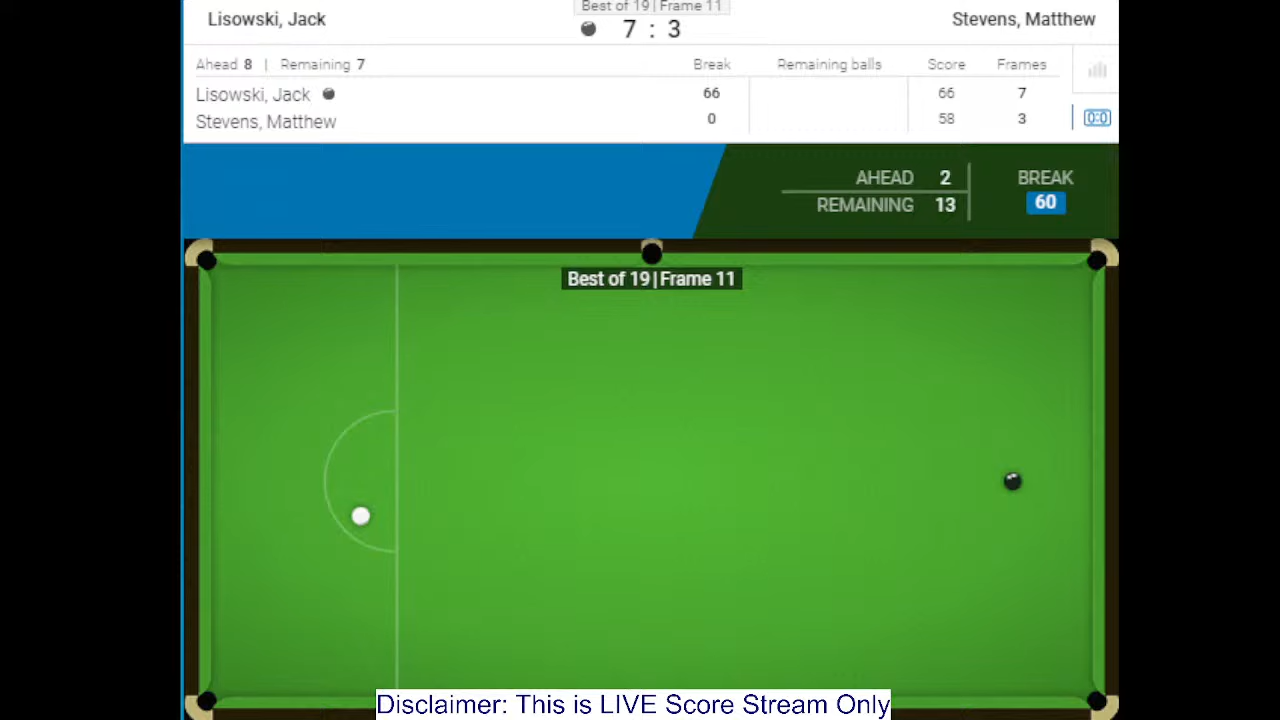 Lisowski, Jack
Best of 19 | Frame 11
7 : 3
Stevens, Matthew
Ahead 8 | Remaining 7 Break Remaining balls Score Frames
Lisowski, Jack 66 66 7
Stevens, Matthew 0 58 3
0:0
AHEAD 2 BREAK
REMAINING 13 60
Best of 19|Frame 11
Disclaimer: This is LIVE Score Stream Only